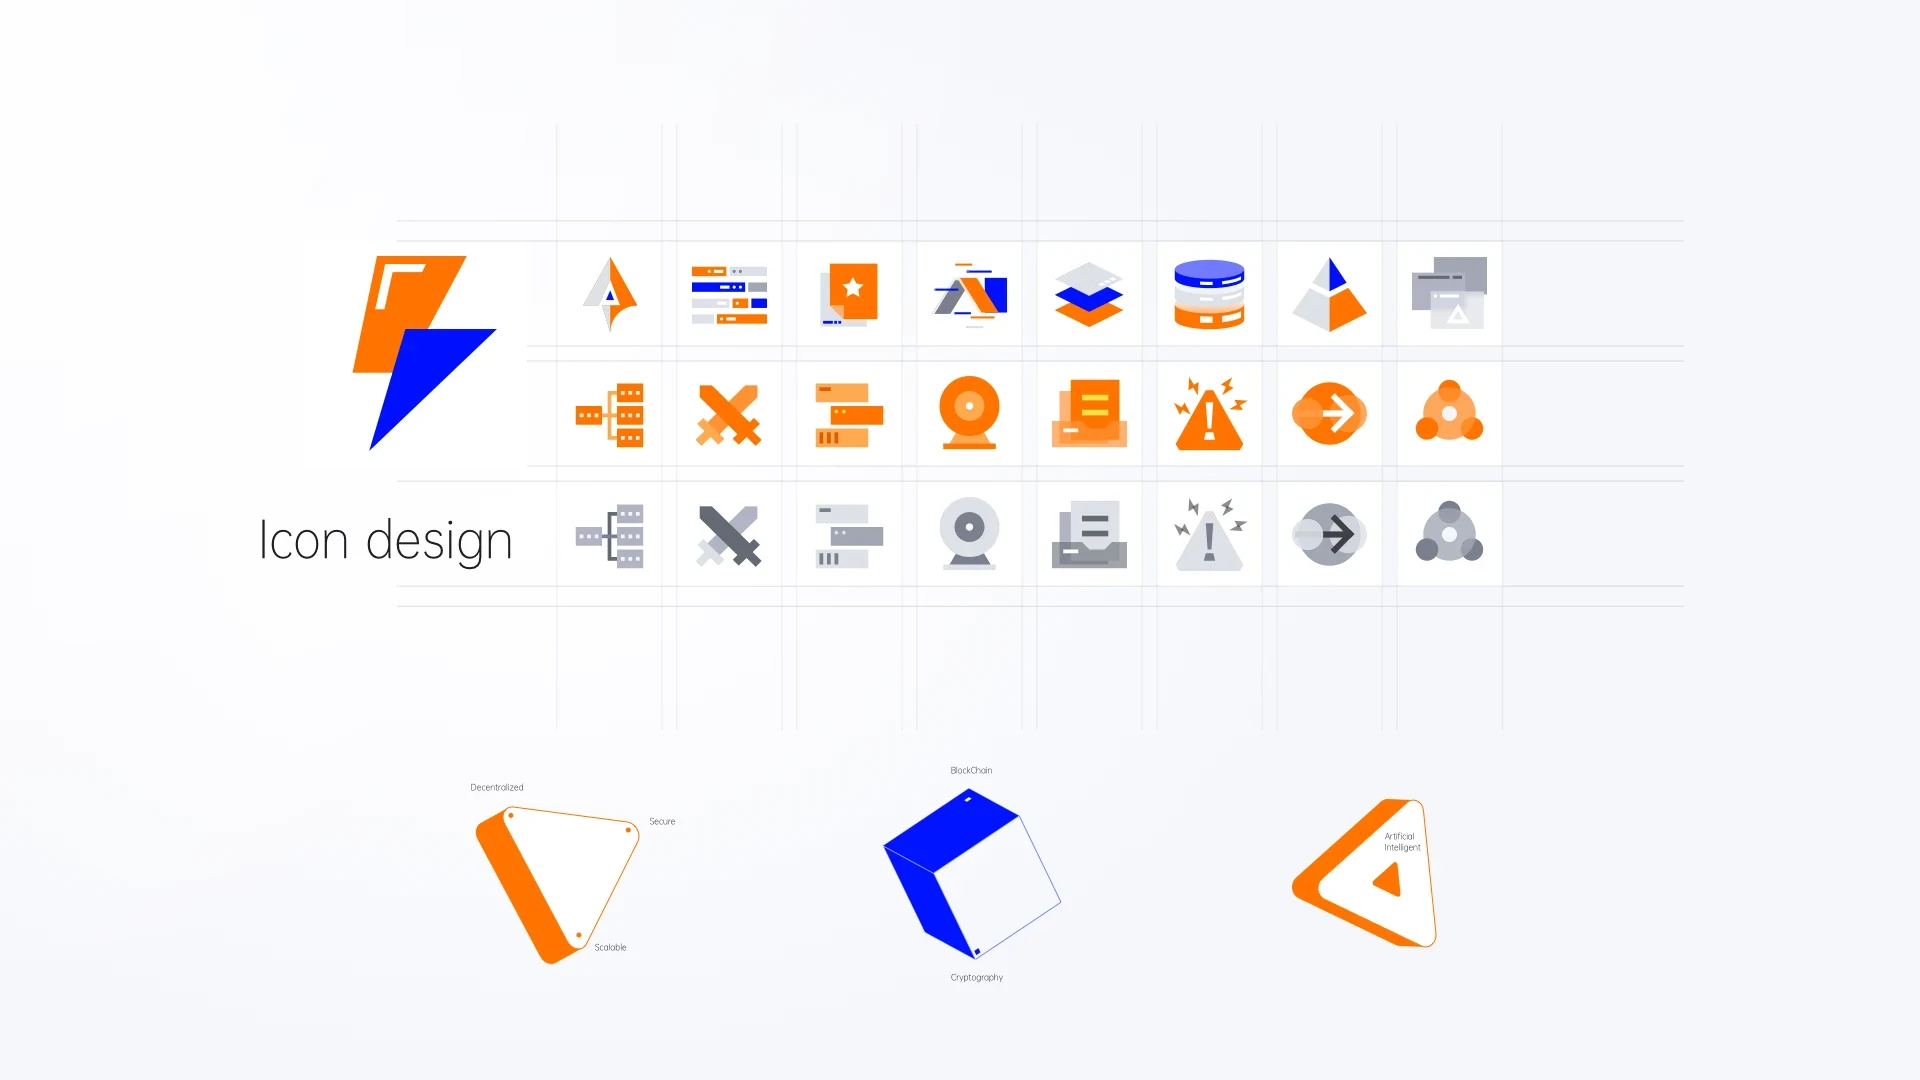 Icon design
BlockChain
Decentralized
Secure
Artificial
Intelligent
Scalable
Cryptography